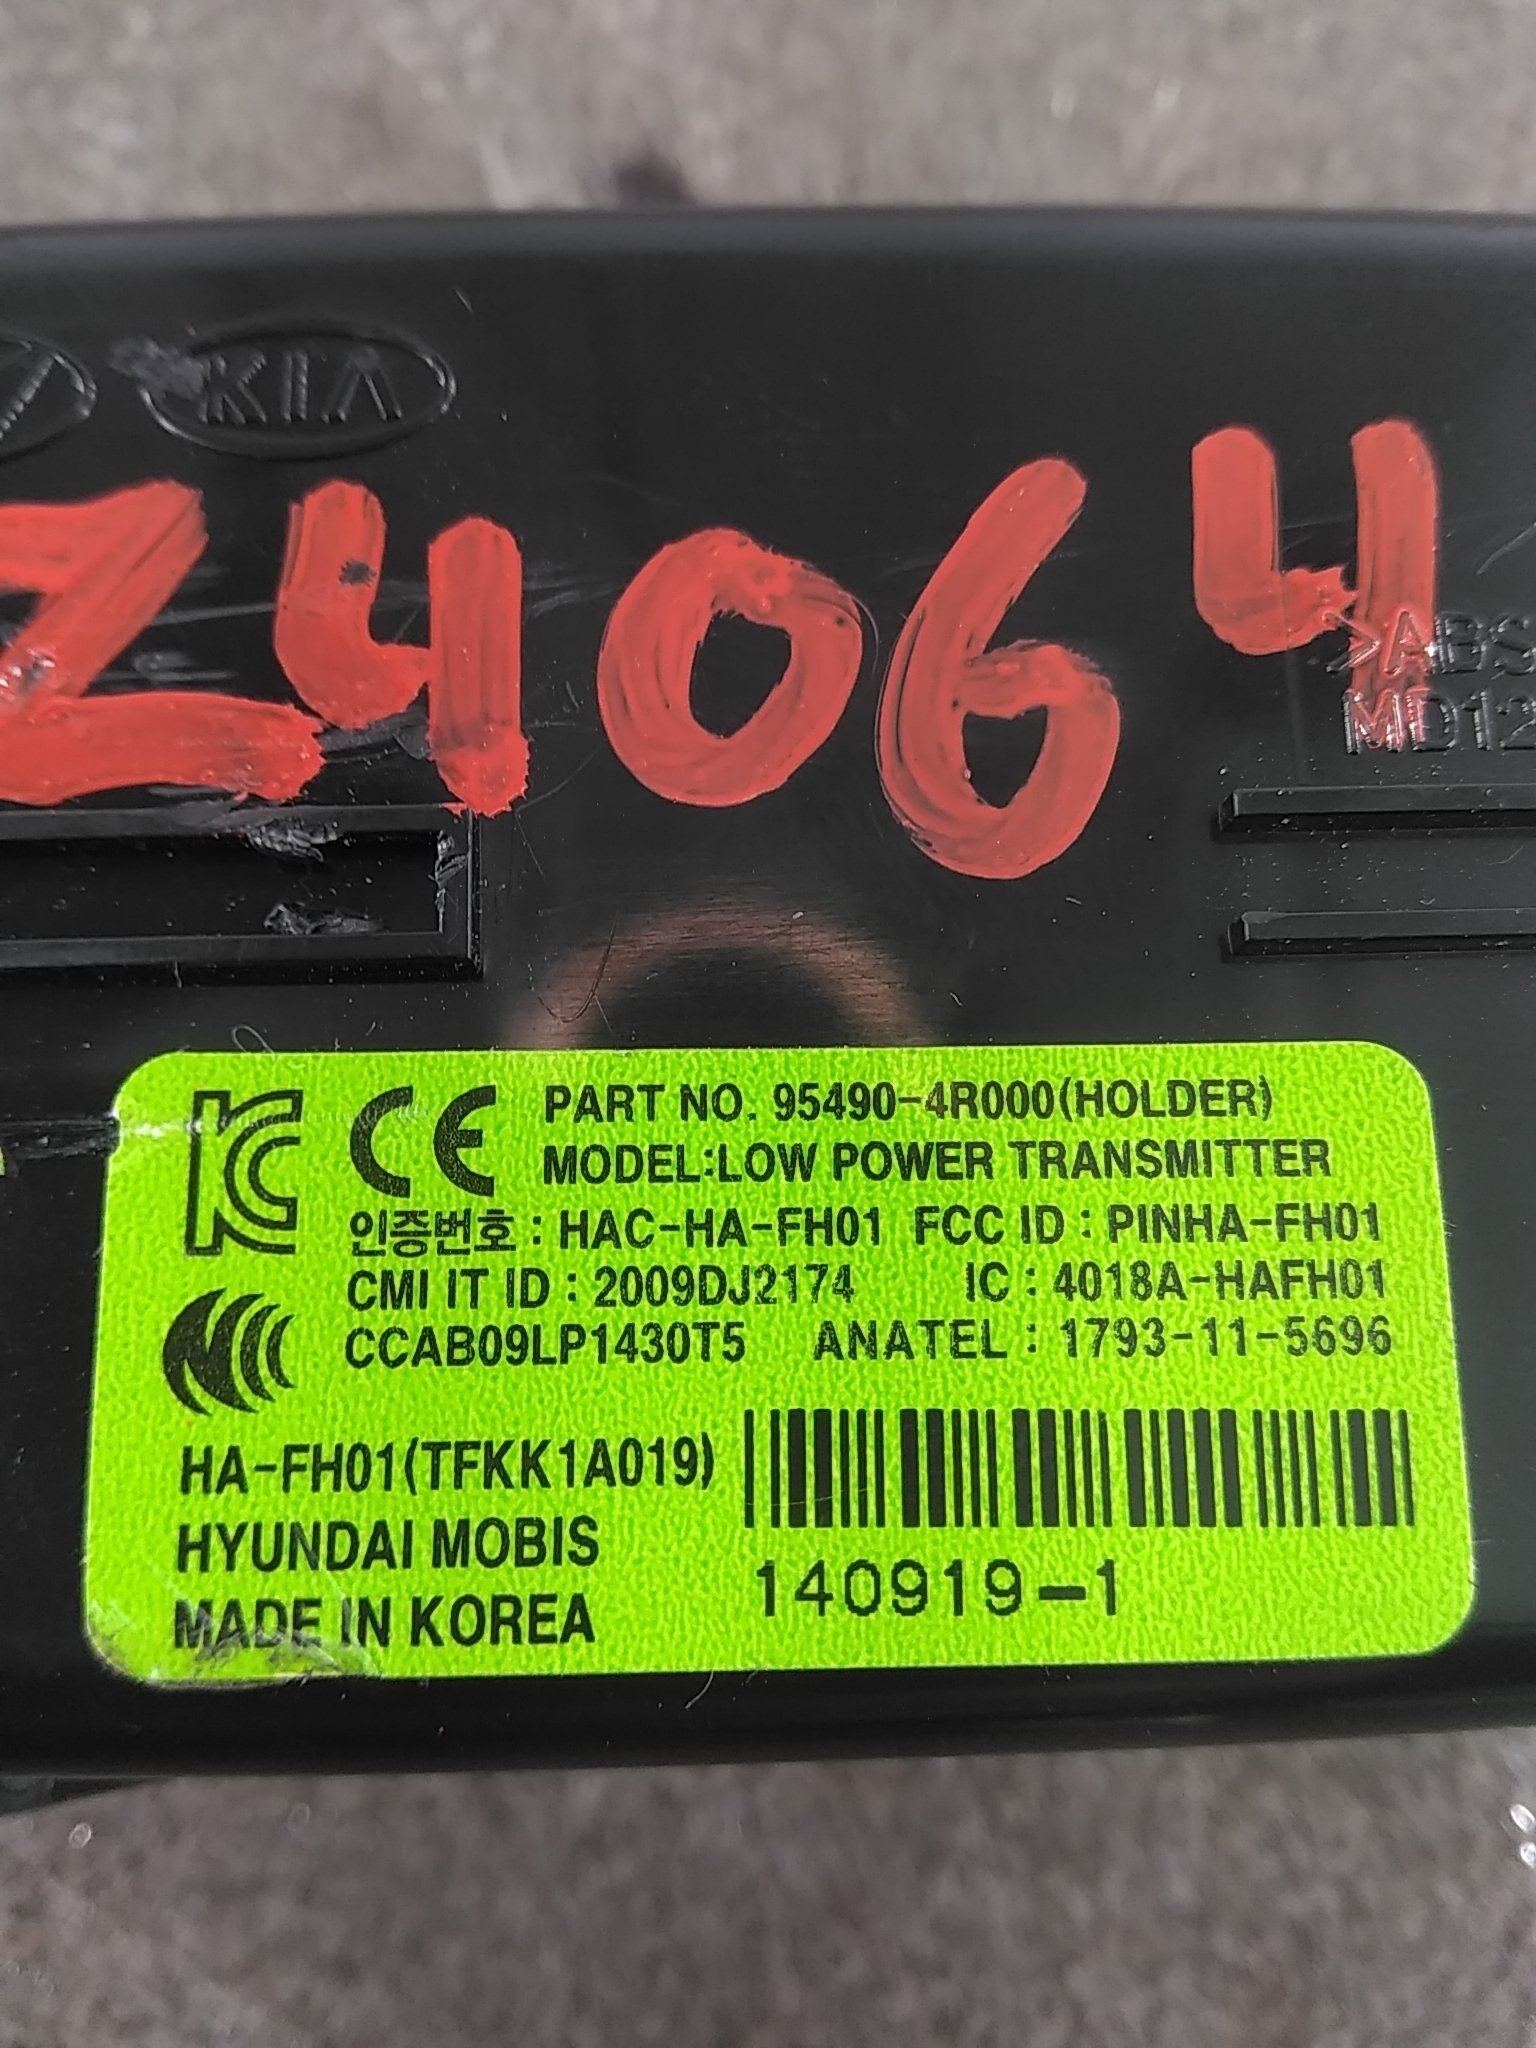 KIA
Z4064
>ABS
MD12
PART NO. 95490-4R000(HOLDER)
MODEL:LOW POWER TRANSMITTER
인증번호 : HAC-HA-FH01 FCC ID : PINHA-FH01
CMI IT ID : 2009DJ2174 IC : 4018A-HAFH01
CCAB09LP1430T5 ANATEL : 1793-11-5696
HA-FH01(TFKK1A019)
HYUNDAI MOBIS
MADE IN KOREA
140919-1